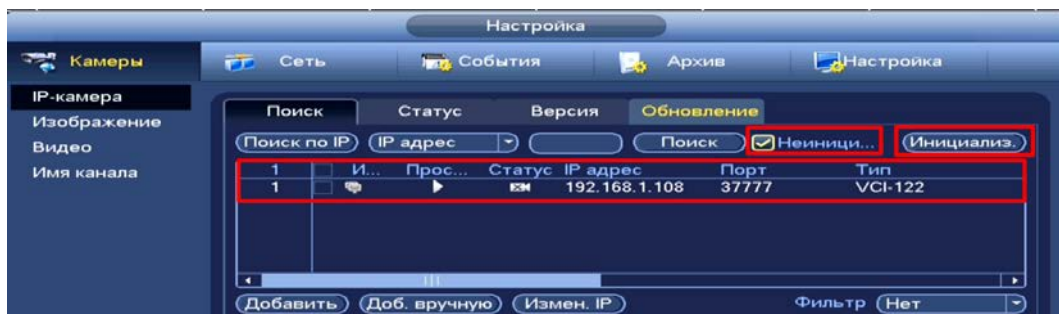 Настройка
Камеры Сеть События Архив Настройка
IP-камера
Изображение
Видео
Имя канала
Поиск Статус Версия Обновление
Поиск по IP IP адрес Поиск Неиници... Инициализ.
1 И... Прос... Статус IP адрес Порт Тип
1 192.168.1.108 37777 VCI-122
Добавить Доб. вручную Измен. IP Фильтр Нет